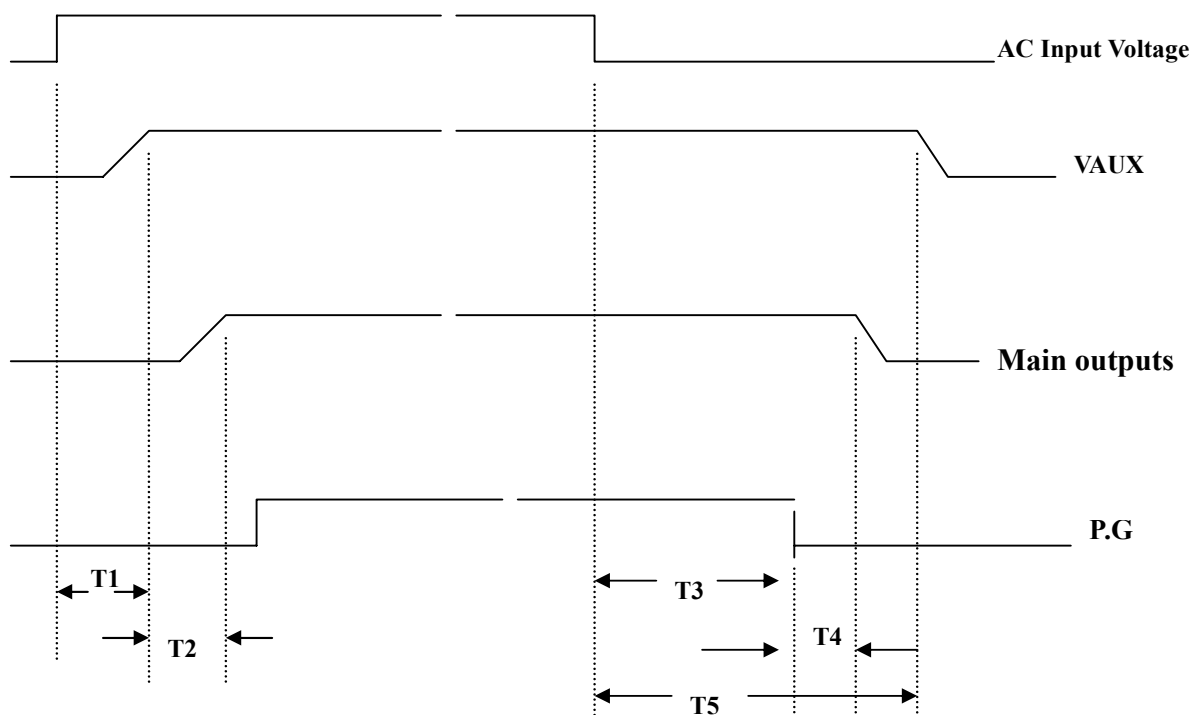 AC Input Voltage
VAUX
Main outputs
P.G
T1
T3
T2
T4
T5